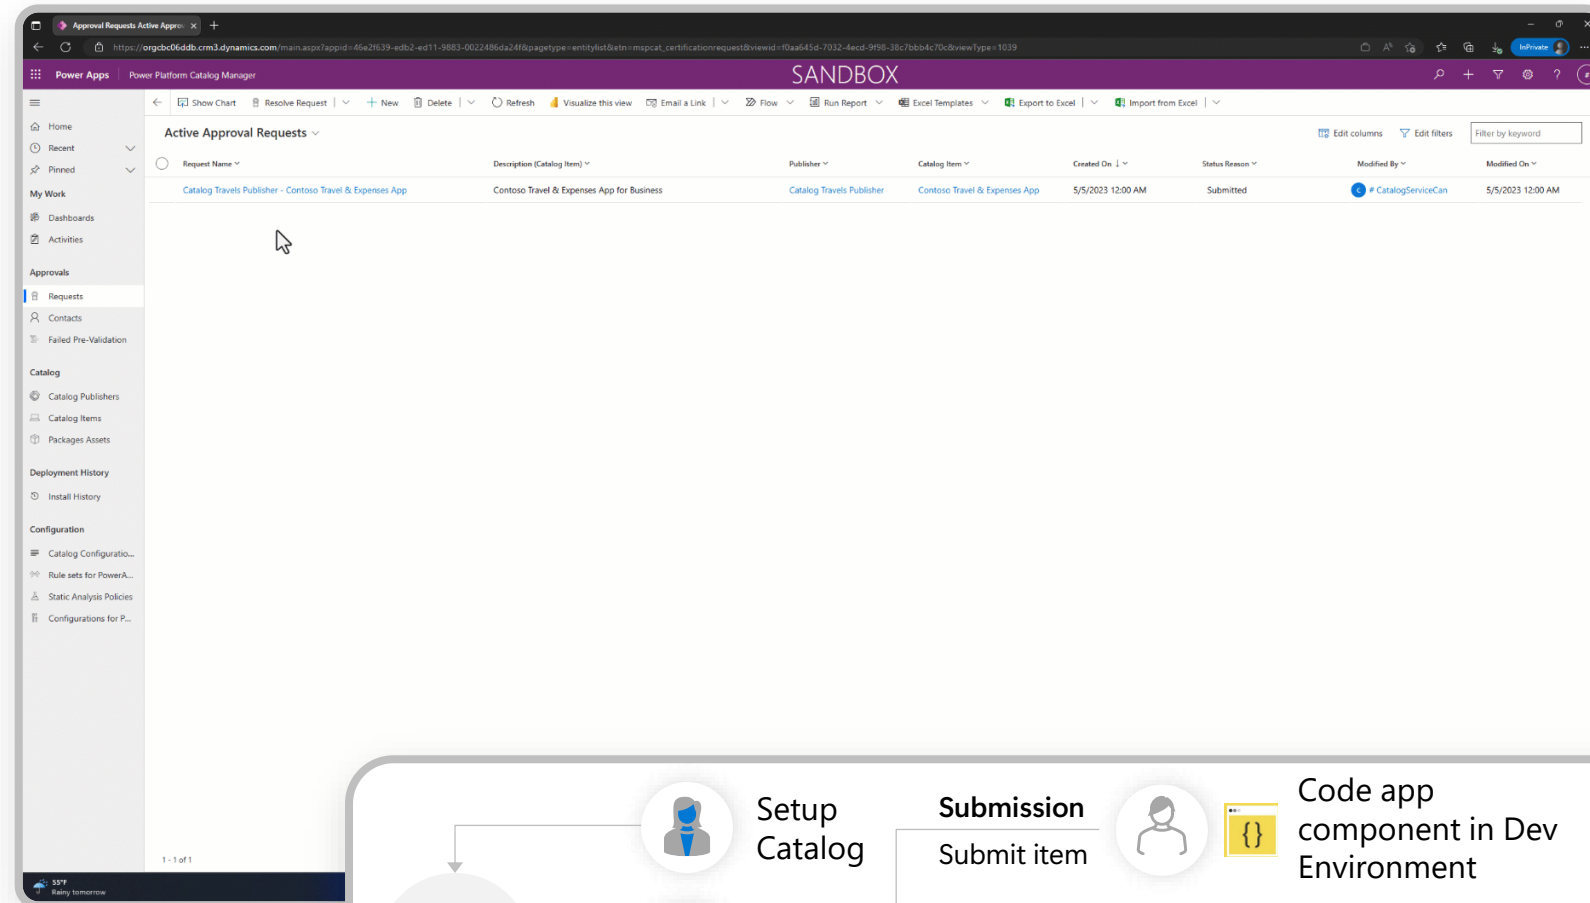 Approval Requests Active Appro
https://orgcbc06ddb.crm3.dynamics.com/main.aspx?appid=46e2f639-edb2-ed11-9883-0022486da24f&pagetype=entitylist&etn=mspcat_certificationrequest&viewid=f0aa645d-7032-4ecd-9f98-38c7bbb4c70c&viewType=1039
InPrivate
Power Apps
Power Platform Catalog Manager
SANDBOX
Show Chart
Resolve Request
New
Delete
Refresh
Visualize this view
Email a Link
Flow
Run Report
Excel Templates
Export to Excel
Import from Excel
Home
Recent
Pinned
My Work
Dashboards
Activities
Approvals
Requests
Contacts
Failed Pre-Validation
Catalog
Catalog Publishers
Catalog Items
Packages Assets
Deployment History
Install History
Configuration
Catalog Configuratio...
Rule sets for PowerA...
Static Analysis Policies
Configurations for P...
Active Approval Requests
Edit columns
Edit filters
Filter by keyword
Request Name
Description (Catalog Item)
Publisher
Catalog Item
Created On ↓
Status Reason
Modified By
Modified On
Catalog Travels Publisher - Contoso Travel & Expenses App
Contoso Travel & Expenses App for Business
Catalog Travels Publisher
Contoso Travel & Expenses App
5/5/2023 12:00 AM
Submitted
C # CatalogServiceCan
5/5/2023 12:00 AM
1 - 1 of 1
55°F
Rainy tomorrow
Setup
Catalog
Submission
Submit item
{}
Code app
component in Dev
Environment